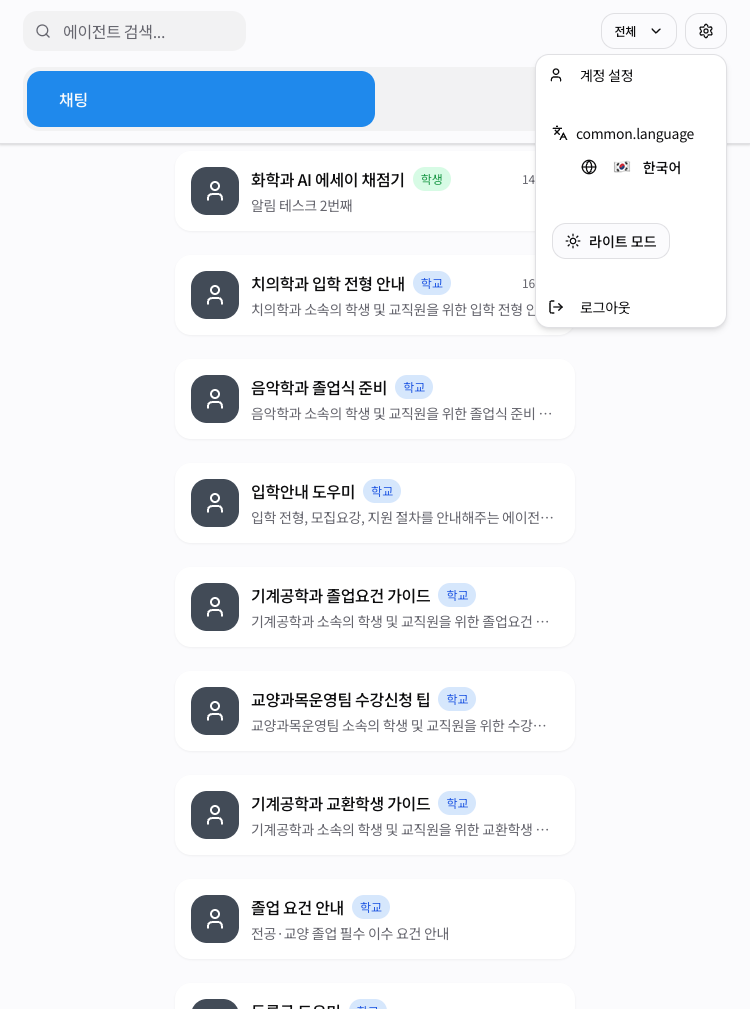 에이전트 검색...
전체
채팅
계정 설정
common.language
한국어
라이트 모드
로그아웃
화학과 AI 에세이 채점기 학생 14
알림 테스크 2번째
치의학과 입학 전형 안내 학교 16
치의학과 소속의 학생 및 교직원을 위한 입학 전형
음악학과 졸업식 준비 학교
음악학과 소속의 학생 및 교직원을 위한 졸업식 준비 …
입학안내 도우미 학교
입학 전형, 모집요강, 지원 절차를 안내해주는 에이전…
기계공학과 졸업요건 가이드 학교
기계공학과 소속의 학생 및 교직원을 위한 졸업요건 …
교양과목운영팀 수강신청 팁 학교
교양과목운영팀 소속의 학생 및 교직원을 위한 수강…
기계공학과 교환학생 가이드 학교
기계공학과 소속의 학생 및 교직원을 위한 교환학생 …
졸업 요건 안내 학교
전공·교양 졸업 필수 이수 요건 안내